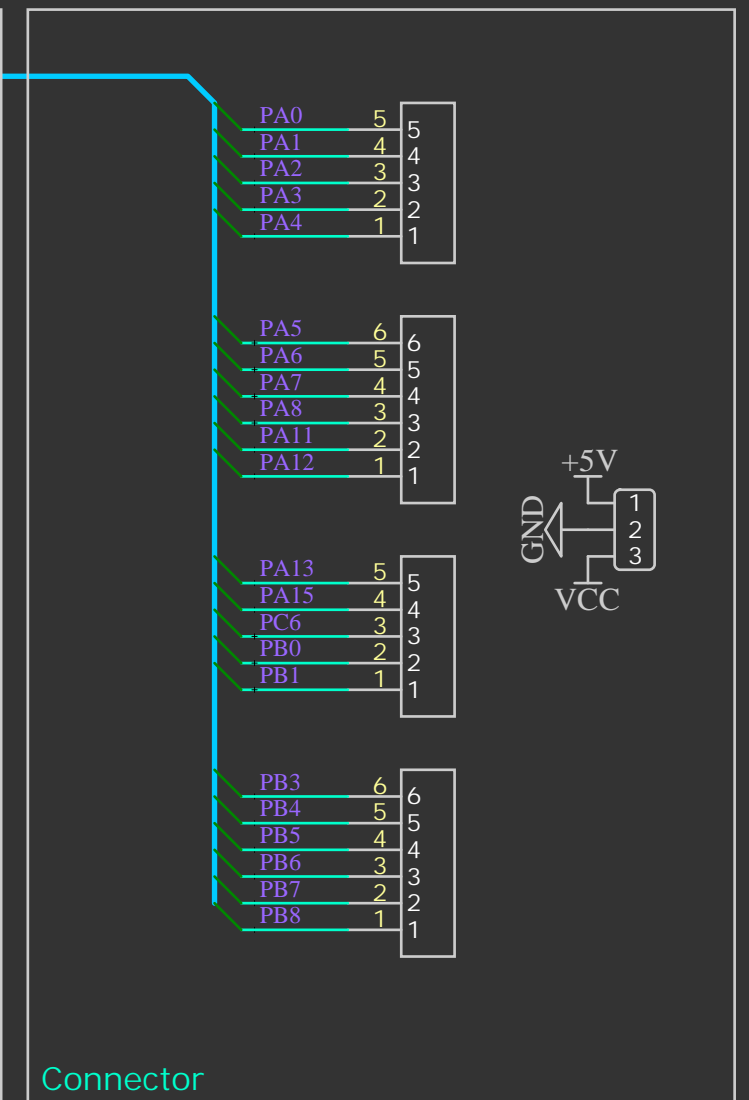 PA0 5 5
PA1 4 4
PA2 3 3
PA3 2 2
PA4 1 1
PA5 6 6
PA6 5 5
PA7 4 4
PA8 3 3
PA11 2 2
PA12 1 1
+5V
1
GND 2
3
VCC
PA13 5 5
PA15 4 4
PC6 3 3
PB0 2 2
PB1 1 1
PB3 6 6
PB4 5 5
PB5 4 4
PB6 3 3
PB7 2 2
PB8 1 1
Connector